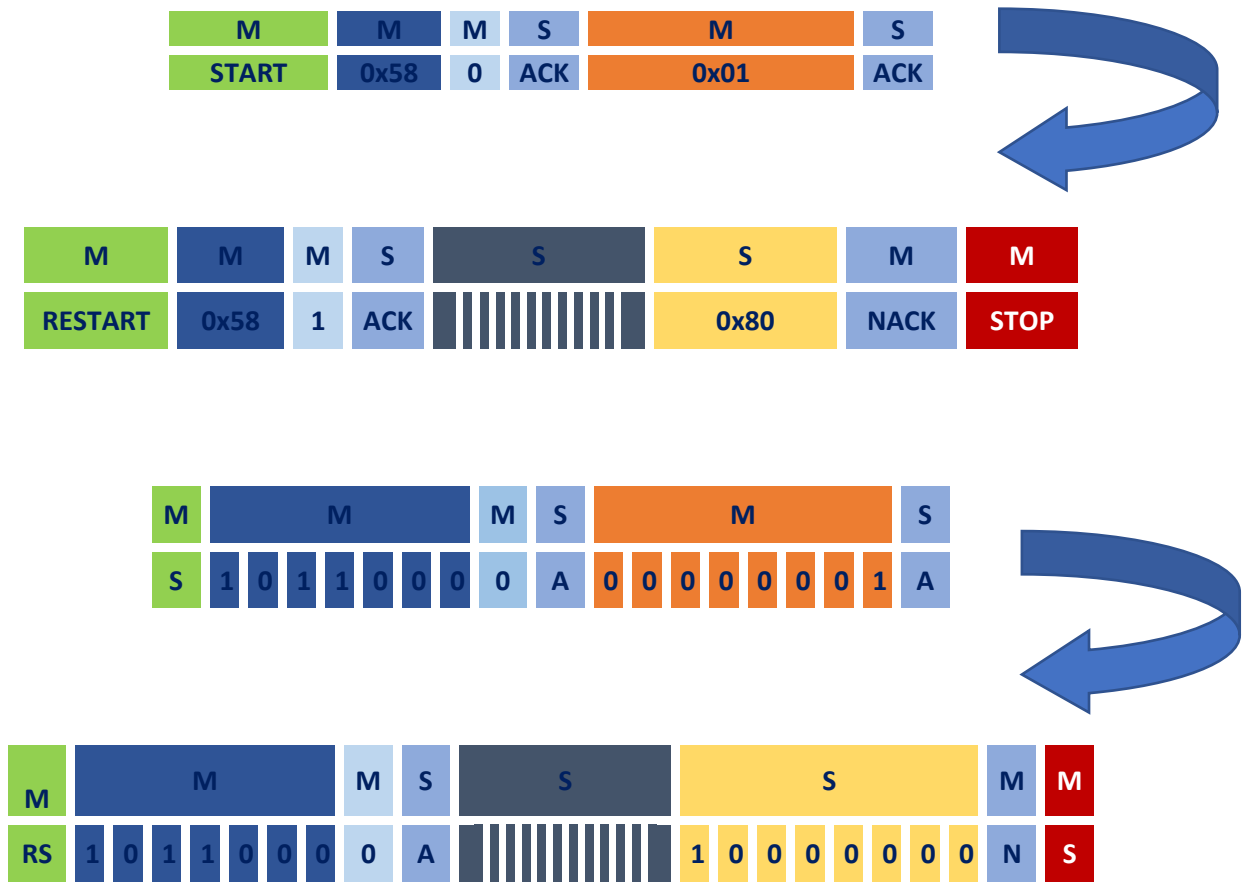 M M M S M S
START 0x58 0 ACK 0x01 ACK
M M M S S S M M
RESTART 0x58 1 ACK 0x80 NACK STOP
M M M S M S
S 1 0 1 1 0 0 0 0 A 0 0 0 0 0 0 0 1 A
M M M S S S M M
RS 1 0 1 1 0 0 0 0 A 1 0 0 0 0 0 0 0 N S